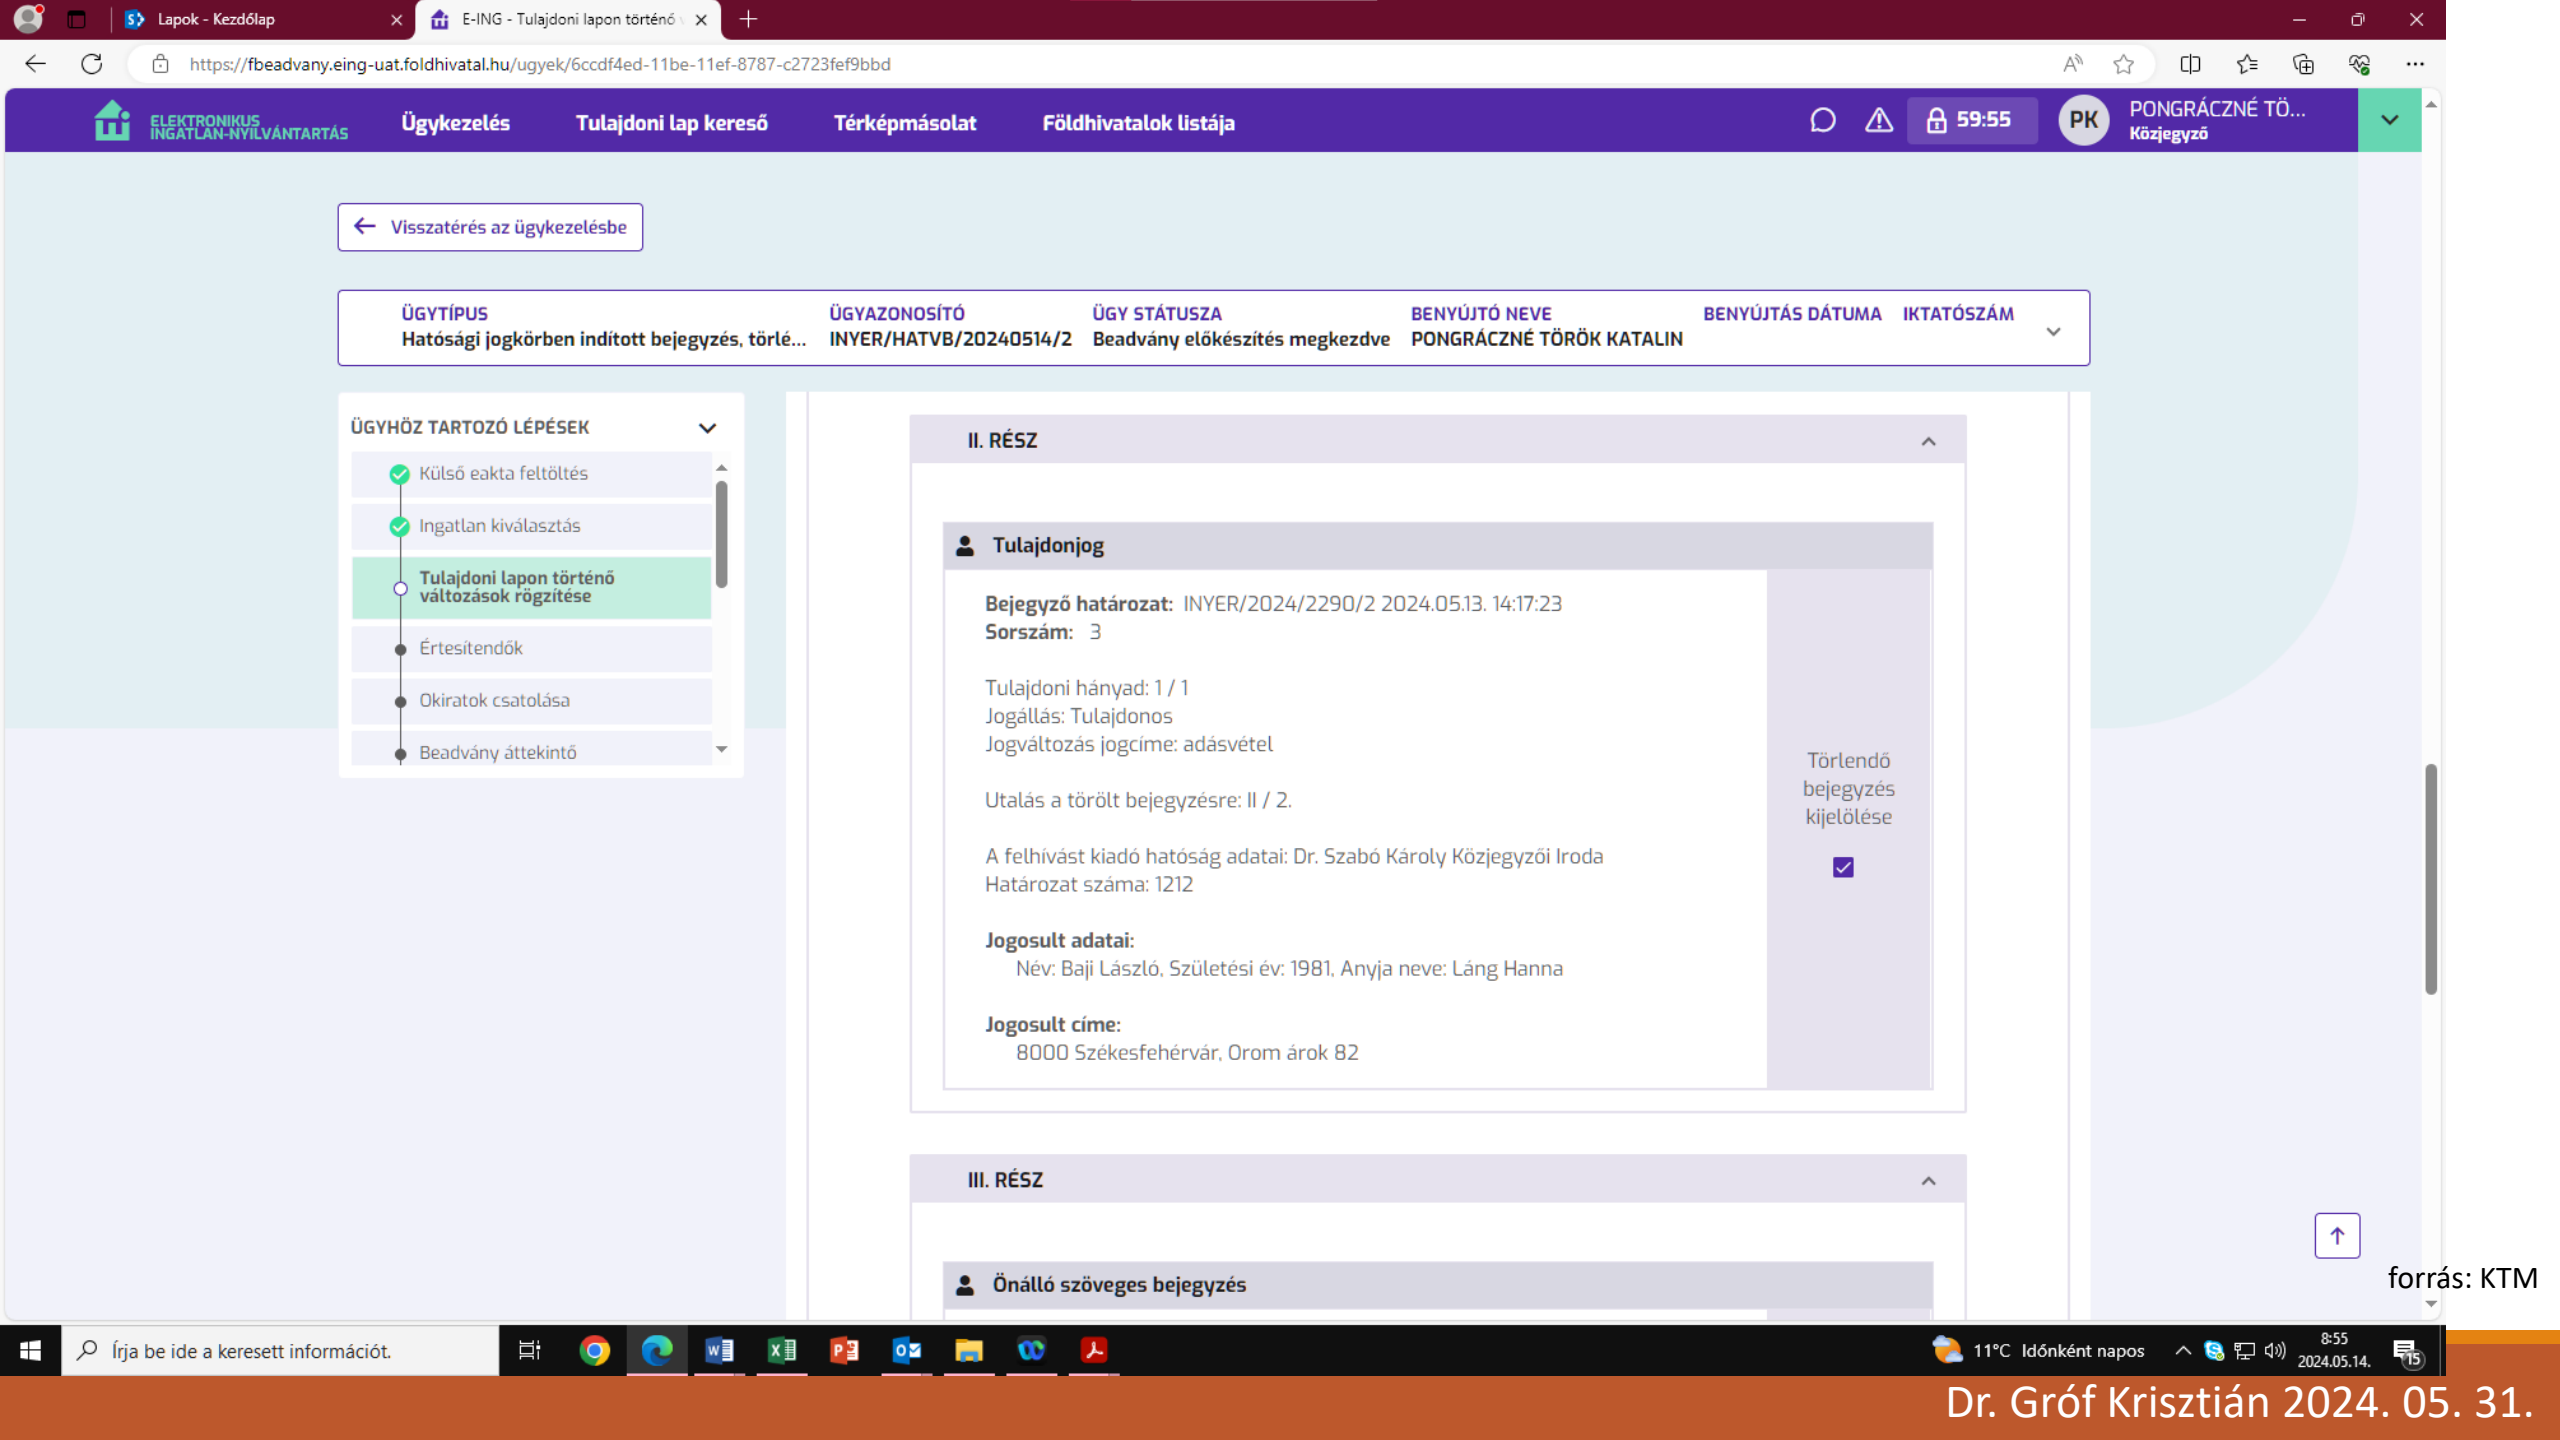 Lapok - Kezdőlap
E-ING - Tulajdoni lapon történő
https://fbeadvany.eing-uat.foldhivatal.hu/ugyek/6ccdf4ed-11be-11ef-8787-c2723fef9bbd
ELEKTRONIKUS
INGATLAN-NYILVÁNTARTÁS
Ügykezelés
Tulajdoni lap kereső
Térképmásolat
Földhivatalok listája
59:55
PK
PONGRÁCZNÉ TÖ...
Közjegyző
Visszatérés az ügykezelésbe
ÜGYTÍPUS
Hatósági jogkörben indított bejegyzés, törlé...
ÜGYAZONOSÍTÓ
INYER/HATVB/20240514/2
ÜGY STÁTUSZA
Beadvány előkészítés megkezdve
BENYÚJTÓ NEVE
PONGRÁCZNÉ TÖRÖK KATALIN
BENYÚJTÁS DÁTUMA
IKTATÓSZÁM
ÜGYHÖZ TARTOZÓ LÉPÉSEK
Külső eakta feltöltés
Ingatlan kiválasztás
Tulajdoni lapon történő
változások rögzítése
Értesítendők
Okiratok csatolása
Beadvány áttekintő
II. RÉSZ
Tulajdonjog
Bejegyző határozat: INYER/2024/2290/2 2024.05.13. 14:17:23
Sorszám: 3
Tulajdoni hányad: 1 / 1
Jogállás: Tulajdonos
Jogváltozás jogcíme: adásvétel
Utalás a törölt bejegyzésre: II / 2.
A felhívást kiadó hatóság adatai: Dr. Szabó Károly Közjegyzői Iroda
Határozat száma: 1212
Jogosult adatai:
Név: Baji László, Születési év: 1981, Anyja neve: Láng Hanna
Jogosult címe:
8000 Székesfehérvár, Orom árok 82
Törlendő
bejegyzés
kijelölése
III. RÉSZ
Önálló szöveges bejegyzés
forrás: KTM
Írja be ide a keresett információt.
11°C Időnként napos
8:55
2024.05.14.
15
Dr. Gróf Krisztián 2024. 05. 31.